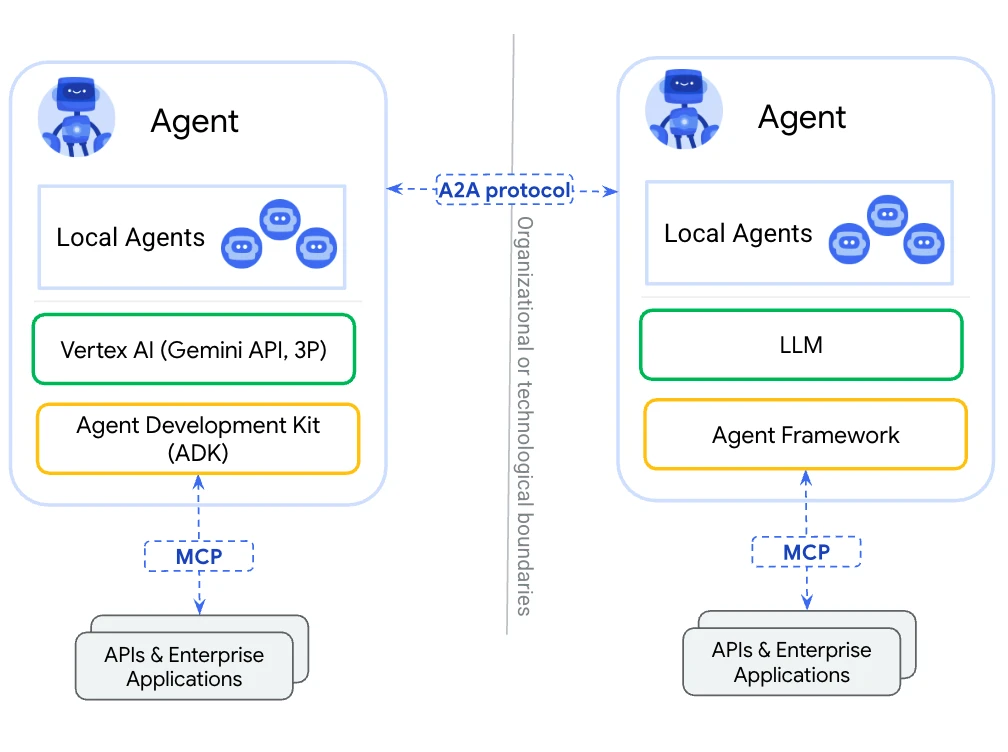 Agent
Local Agents
Vertex AI (Gemini API, 3P)
Agent Development Kit
(ADK)
MCP
APIs & Enterprise
Applications
A2A protocol
Organizational or technological boundaries
Agent
Local Agents
LLM
Agent Framework
MCP
APIs & Enterprise
Applications